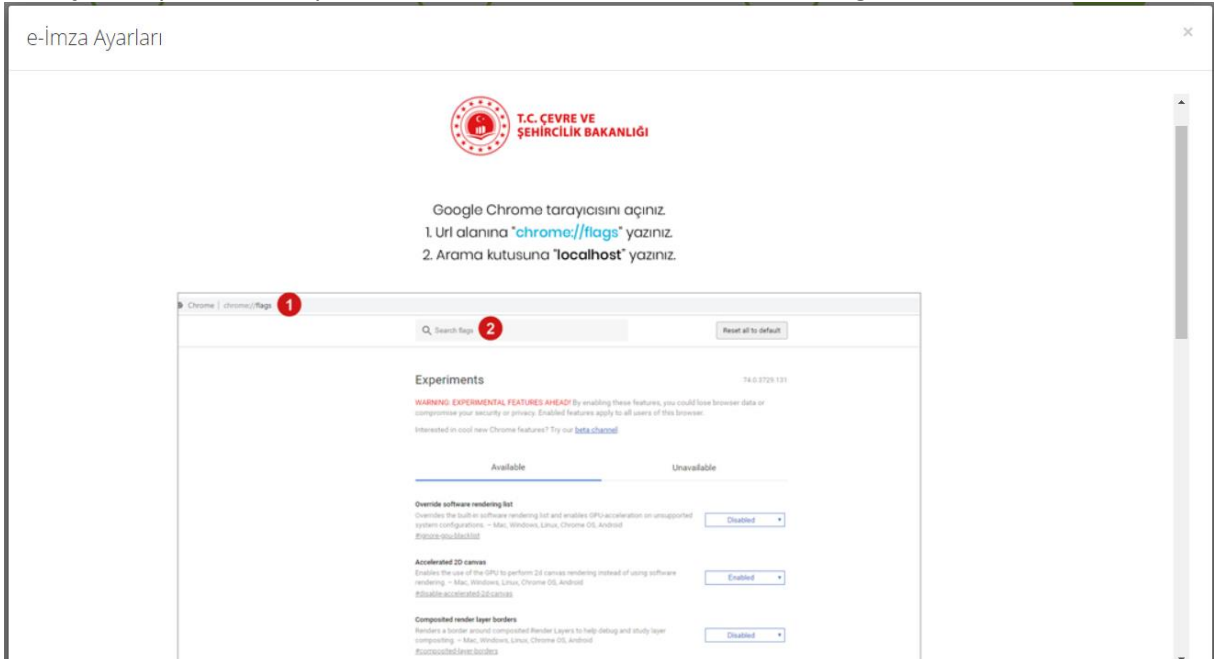 e-İmza Ayarları
×
T.C. ÇEVRE VE
ŞEHİRCİLİK BAKANLIĞI
Google Chrome tarayıcısını açınız.
1. Url alanına "chrome://flags" yazınız.
2. Arama kutusuna "localhost" yazınız.
Chrome | chrome://flags 1
Search flags 2
Reset all to default
Experiments
74.0.3729.131
WARNING: EXPERIMENTAL FEATURES AHEAD! By enabling these features, you could lose browser data or
compromise your security or privacy. Enabled features apply to all users of this browser.
Interested in cool new Chrome features? Try our beta channel.
Available
Unavailable
Override software rendering list
Overrides the built-in software rendering list and enables GPU-acceleration on unsupported
system configurations. – Mac, Windows, Linux, Chrome OS, Android
#ignore-gpu-blacklist
Disabled
Accelerated 2D canvas
Enables the use of the GPU to perform 2d canvas rendering instead of using software
rendering. – Mac, Windows, Linux, Chrome OS, Android
#disable-accelerated-2d-canvas
Enabled
Composited render layer borders
Renders a border around composited Render Layers to help debug and study layer
compositing. – Mac, Windows, Linux, Chrome OS, Android
#composited-layer-borders
Disabled